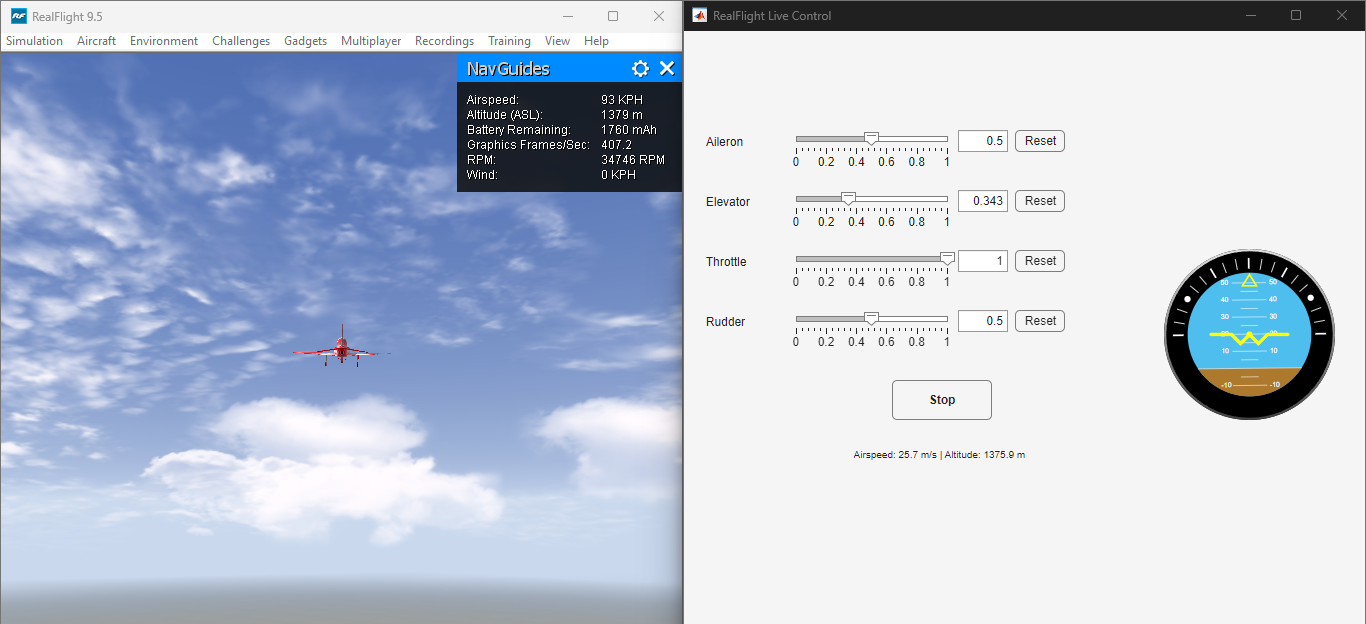 RF RealFlight 9.5
Simulation Aircraft Environment Challenges Gadgets Multiplayer Recordings Training View Help
NavGuides
Airspeed: 93 KPH
Altitude (ASL): 1379 m
Battery Remaining: 1760 mAh
Graphics Frames/Sec: 407.2
RPM: 34746 RPM
Wind: 0 KPH
RealFlight Live Control
Aileron 0.5 Reset
0 0.2 0.4 0.6 0.8 1
Elevator 0.343 Reset
0 0.2 0.4 0.6 0.8 1
Throttle 1 Reset
0 0.2 0.4 0.6 0.8 1
Rudder 0.5 Reset
0 0.2 0.4 0.6 0.8 1
Stop
Airspeed: 25.7 m/s | Altitude: 1375.9 m
50 50
40 40
30 30
20 20
10 10
-10 -10